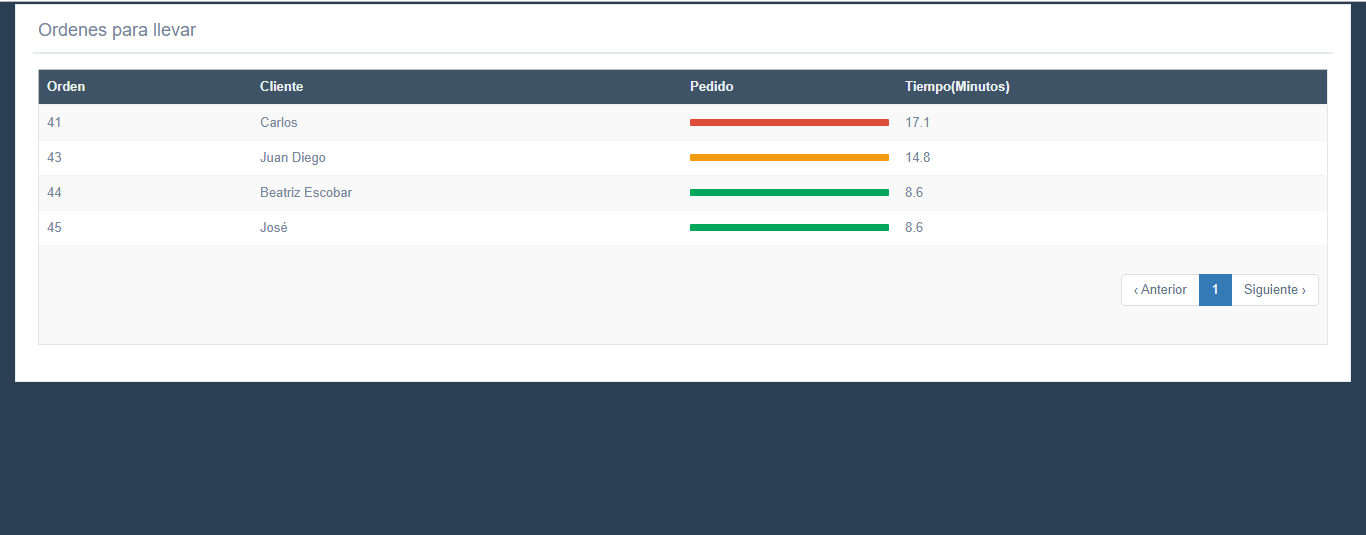 Ordenes para llevar
Orden Cliente Pedido Tiempo(Minutos)
41 Carlos 17.1
43 Juan Diego 14.8
44 Beatriz Escobar 8.6
45 José 8.6
‹ Anterior 1 Siguiente ›